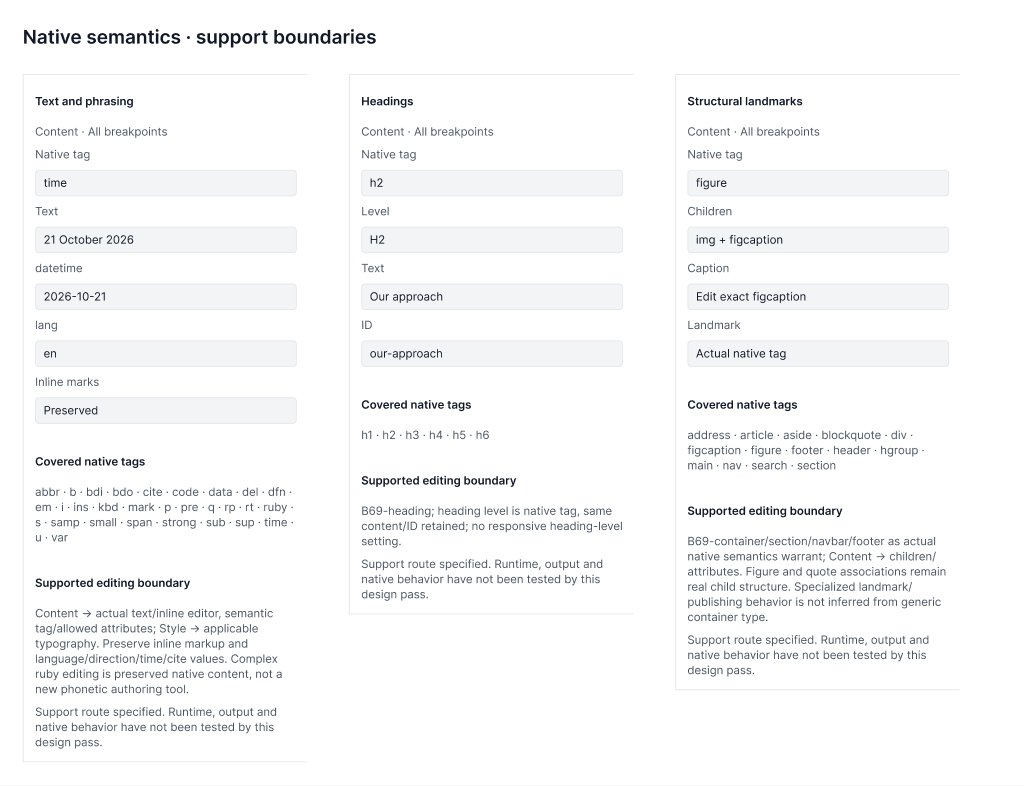 Native semantics · support boundaries
Text and phrasing
Content · All breakpoints
Native tag
time
Text
21 October 2026
datetime
2026-10-21
lang
en
Inline marks
Preserved
Covered native tags
abbr · b · bdi · bdo · cite · code · data · del · dfn ·
em · i · ins · kbd · mark · p · pre · q · rp · rt · ruby ·
s · samp · small · span · strong · sub · sup · time ·
u · var
Supported editing boundary
Content → actual text/inline editor, semantic
tag/allowed attributes; Style → applicable
typography. Preserve inline markup and
language/direction/time/cite values. Complex
ruby editing is preserved native content, not a
new phonetic authoring tool.
Support route specified. Runtime, output and
native behavior have not been tested by this
design pass.
Headings
Content · All breakpoints
Native tag
h2
Level
H2
Text
Our approach
ID
our-approach
Covered native tags
h1 · h2 · h3 · h4 · h5 · h6
Supported editing boundary
B69-heading; heading level is native tag, same
content/ID retained; no responsive heading-level
setting.
Support route specified. Runtime, output and
native behavior have not been tested by this
design pass.
Structural landmarks
Content · All breakpoints
Native tag
figure
Children
img + figcaption
Caption
Edit exact figcaption
Landmark
Actual native tag
Covered native tags
address · article · aside · blockquote · div ·
figcaption · figure · footer · header · hgroup ·
main · nav · search · section
Supported editing boundary
B69-container/section/navbar/footer as actual
native semantics warrant; Content → children/
attributes. Figure and quote associations remain
real child structure. Specialized landmark/
publishing behavior is not inferred from generic
container type.
Support route specified. Runtime, output and
native behavior have not been tested by this
design pass.